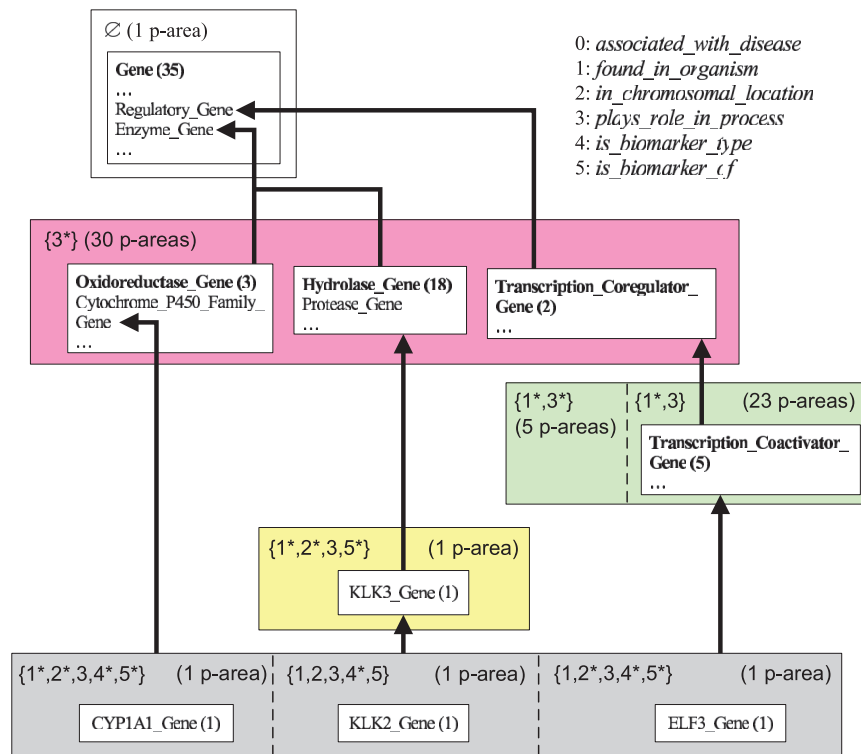 ∅ (1 p-area)
Gene (35)
...
Regulatory_Gene
Enzyme_Gene
...
0: associated_with_disease
1: found_in_organism
2: in_chromosomal_location
3: plays_role_in_process
4: is_biomarker_type
5: is_biomarker_of
{3*} (30 p-areas)
Oxidoreductase_Gene (3)
Cytochrome_P450_Family_
Gene
...
Hydrolase_Gene (18)
Protease_Gene
...
Transcription_Coregulator_
Gene (2)
...
{1*,3*}
(5 p-areas)
{1*,3} (23 p-areas)
Transcription_Coactivator_
Gene (5)
...
{1*,2*,3,5*} (1 p-area)
KLK3_Gene (1)
{1*,2*,3,4*,5*} (1 p-area)
CYP1A1_Gene (1)
{1,2,3,4*,5} (1 p-area)
KLK2_Gene (1)
{1,2*,3,4*,5*} (1 p-area)
ELF3_Gene (1)